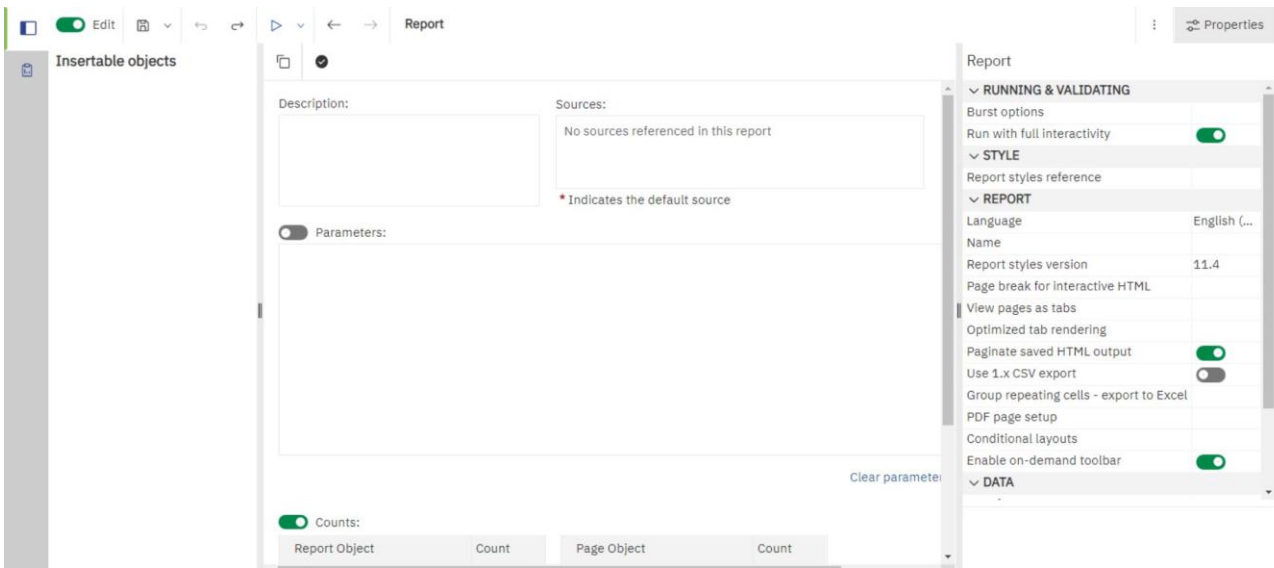 Edit
Report
Properties
Insertable objects
Description:
Sources:
No sources referenced in this report
* Indicates the default source
Parameters:
Clear parameter
Counts:
Report Object Count Page Object Count
Report
RUNNING & VALIDATING
Burst options
Run with full interactivity
STYLE
Report styles reference
REPORT
Language English (...
Name
Report styles version 11.4
Page break for interactive HTML
View pages as tabs
Optimized tab rendering
Paginate saved HTML output
Use 1.x CSV export
Group repeating cells - export to Excel
PDF page setup
Conditional layouts
Enable on-demand toolbar
DATA